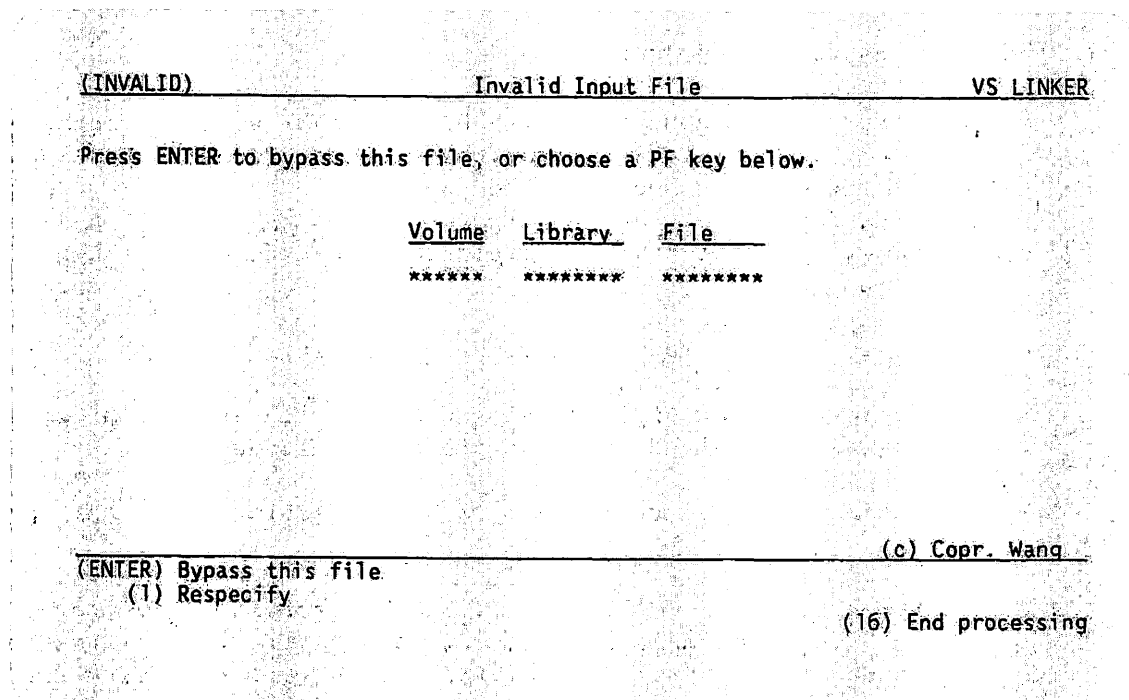 (INVALID) Invalid Input File VS LINKER
Press ENTER to bypass this file, or choose a PF key below.
Volume Library File
****** ******** ********
(c) Copr. Wang
(ENTER) Bypass this file
(1) Respecify
(16) End processing